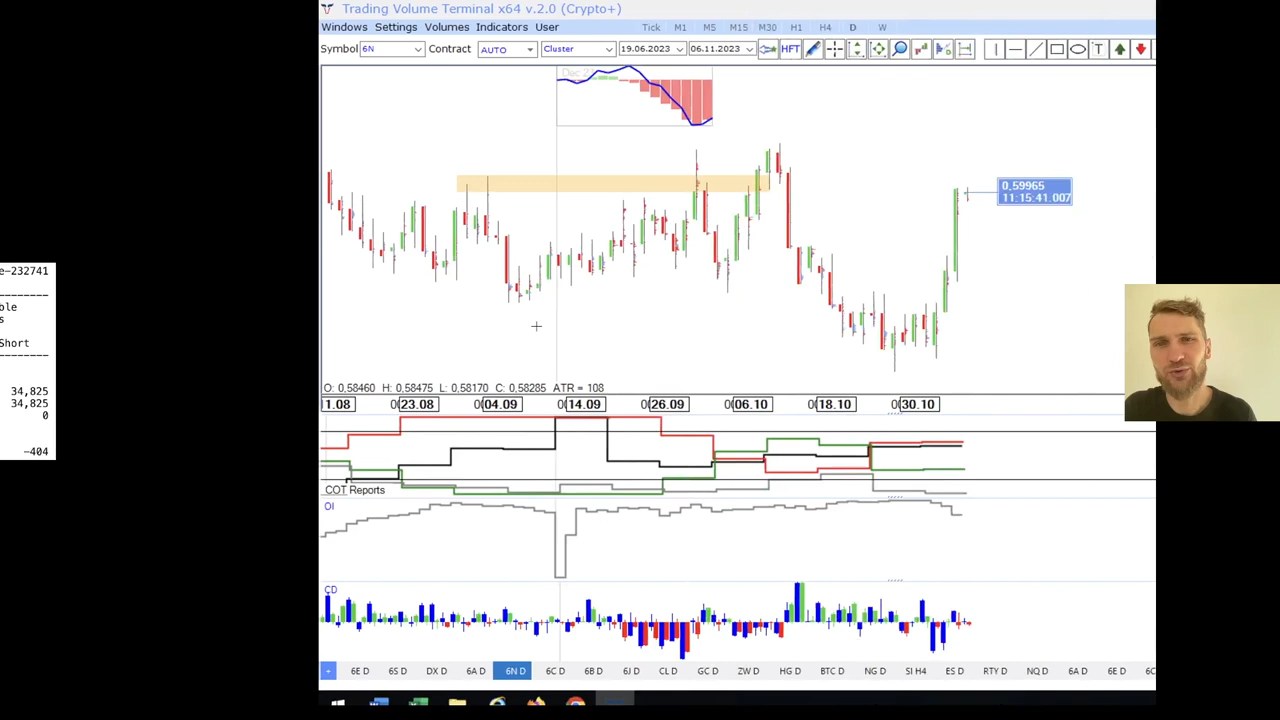 Trading Volume Terminal x64 v.2.0 (Crypto+)
Windows Settings Volumes Indicators User Tick M1 M5 M15 M30 H1 H4 D W
Symbol 6N Contract AUTO Cluster 19.06.2023 06.11.2023 HFT T
0,59965
11:15:41.007
e-232741
--------
ble
s
Short
--------
34,825
34,825
0
-404
O: 0,58460 H: 0,58475 L: 0,58170 C: 0,58285 ATR = 108
1.08 23.08 04.09 14.09 26.09 06.10 18.10 30.10
COT Reports
OI
CD
+ 6E D 6S D DX D 6A D 6N D 6C D 6B D 6J D CL D GC D ZW D HG D BTC D NG D SI H4 ES D RTY D NQ D 6A D 6E D 6C